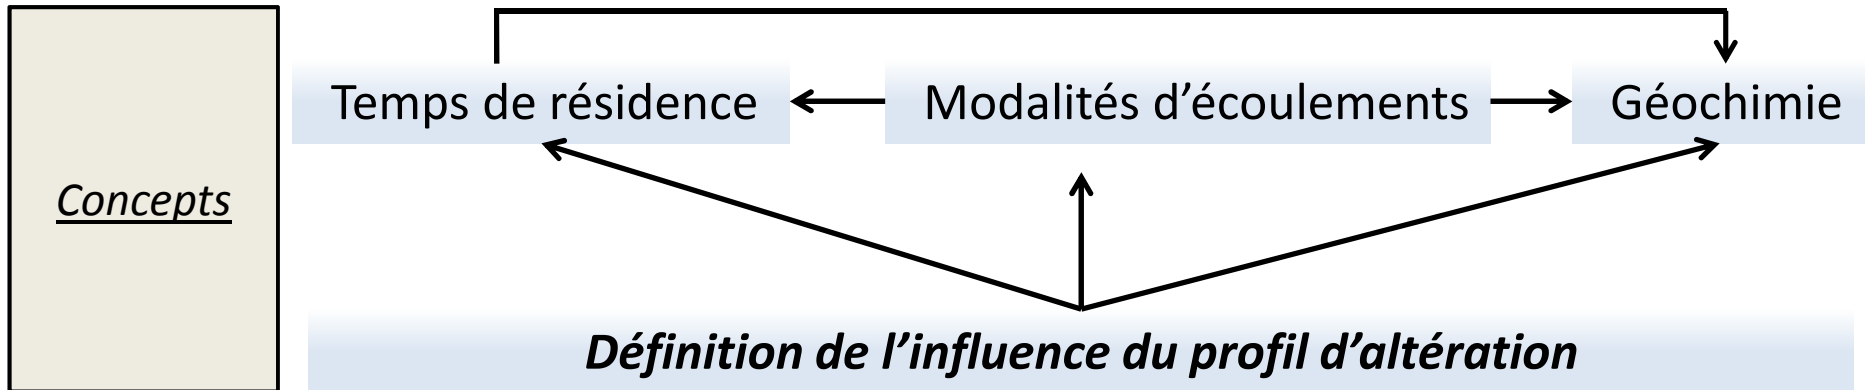 Concepts
Temps de résidence
Modalités d’écoulements
Géochimie
Définition de l’influence du profil d’altération